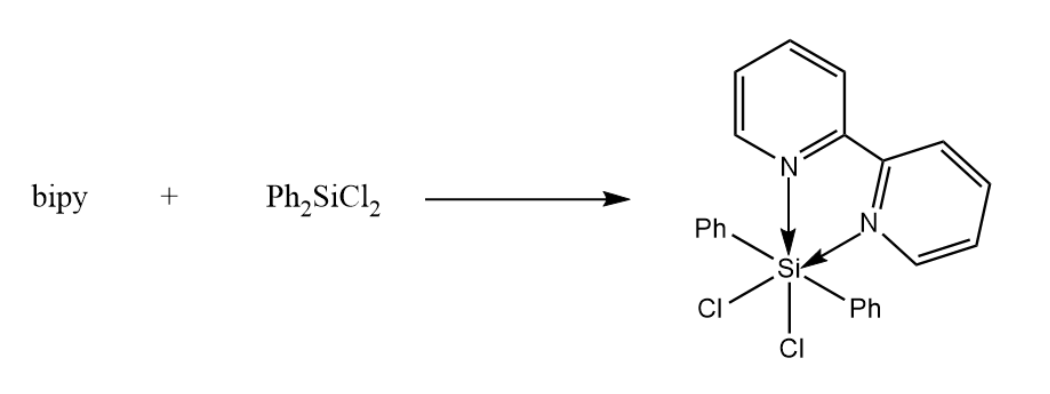 bipy + Ph₂SiCl₂
N
N
Ph
Si
Cl
Ph
Cl